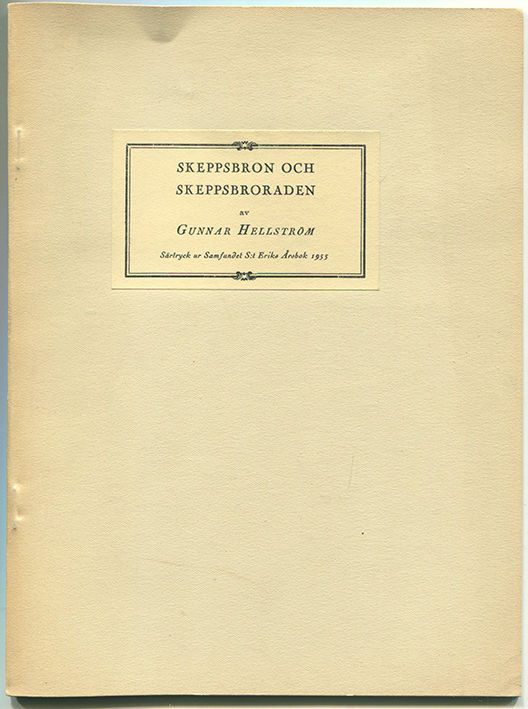 SKEPPSBRON OCH
SKEPPSBRORADEN
av
GUNNAR HELLSTRÖM
Särtryck ur Samfundet S:t Eriks Årsbok 1955